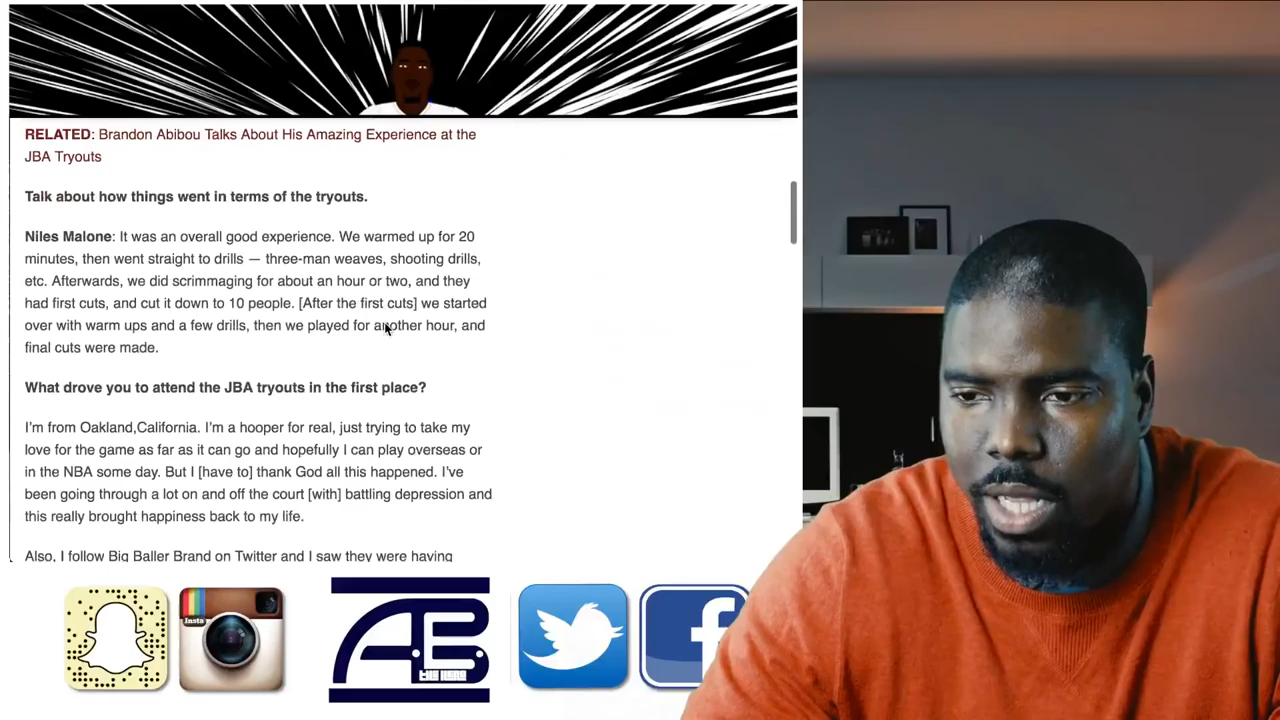 RELATED: Brandon Abibou Talks About His Amazing Experience at the
JBA Tryouts
Talk about how things went in terms of the tryouts.
Niles Malone: It was an overall good experience. We warmed up for 20
minutes, then went straight to drills — three-man weaves, shooting drills,
etc. Afterwards, we did scrimmaging for about an hour or two, and they
had first cuts, and cut it down to 10 people. [After the first cuts] we started
over with warm ups and a few drills, then we played for another hour, and
final cuts were made.
What drove you to attend the JBA tryouts in the first place?
I'm from Oakland,California. I'm a hooper for real, just trying to take my
love for the game as far as it can go and hopefully I can play overseas or
in the NBA some day. But I [have to] thank God all this happened. I've
been going through a lot on and off the court [with] battling depression and
this really brought happiness back to my life.
Also, I follow Big Baller Brand on Twitter and I saw they were having
Insta
AB